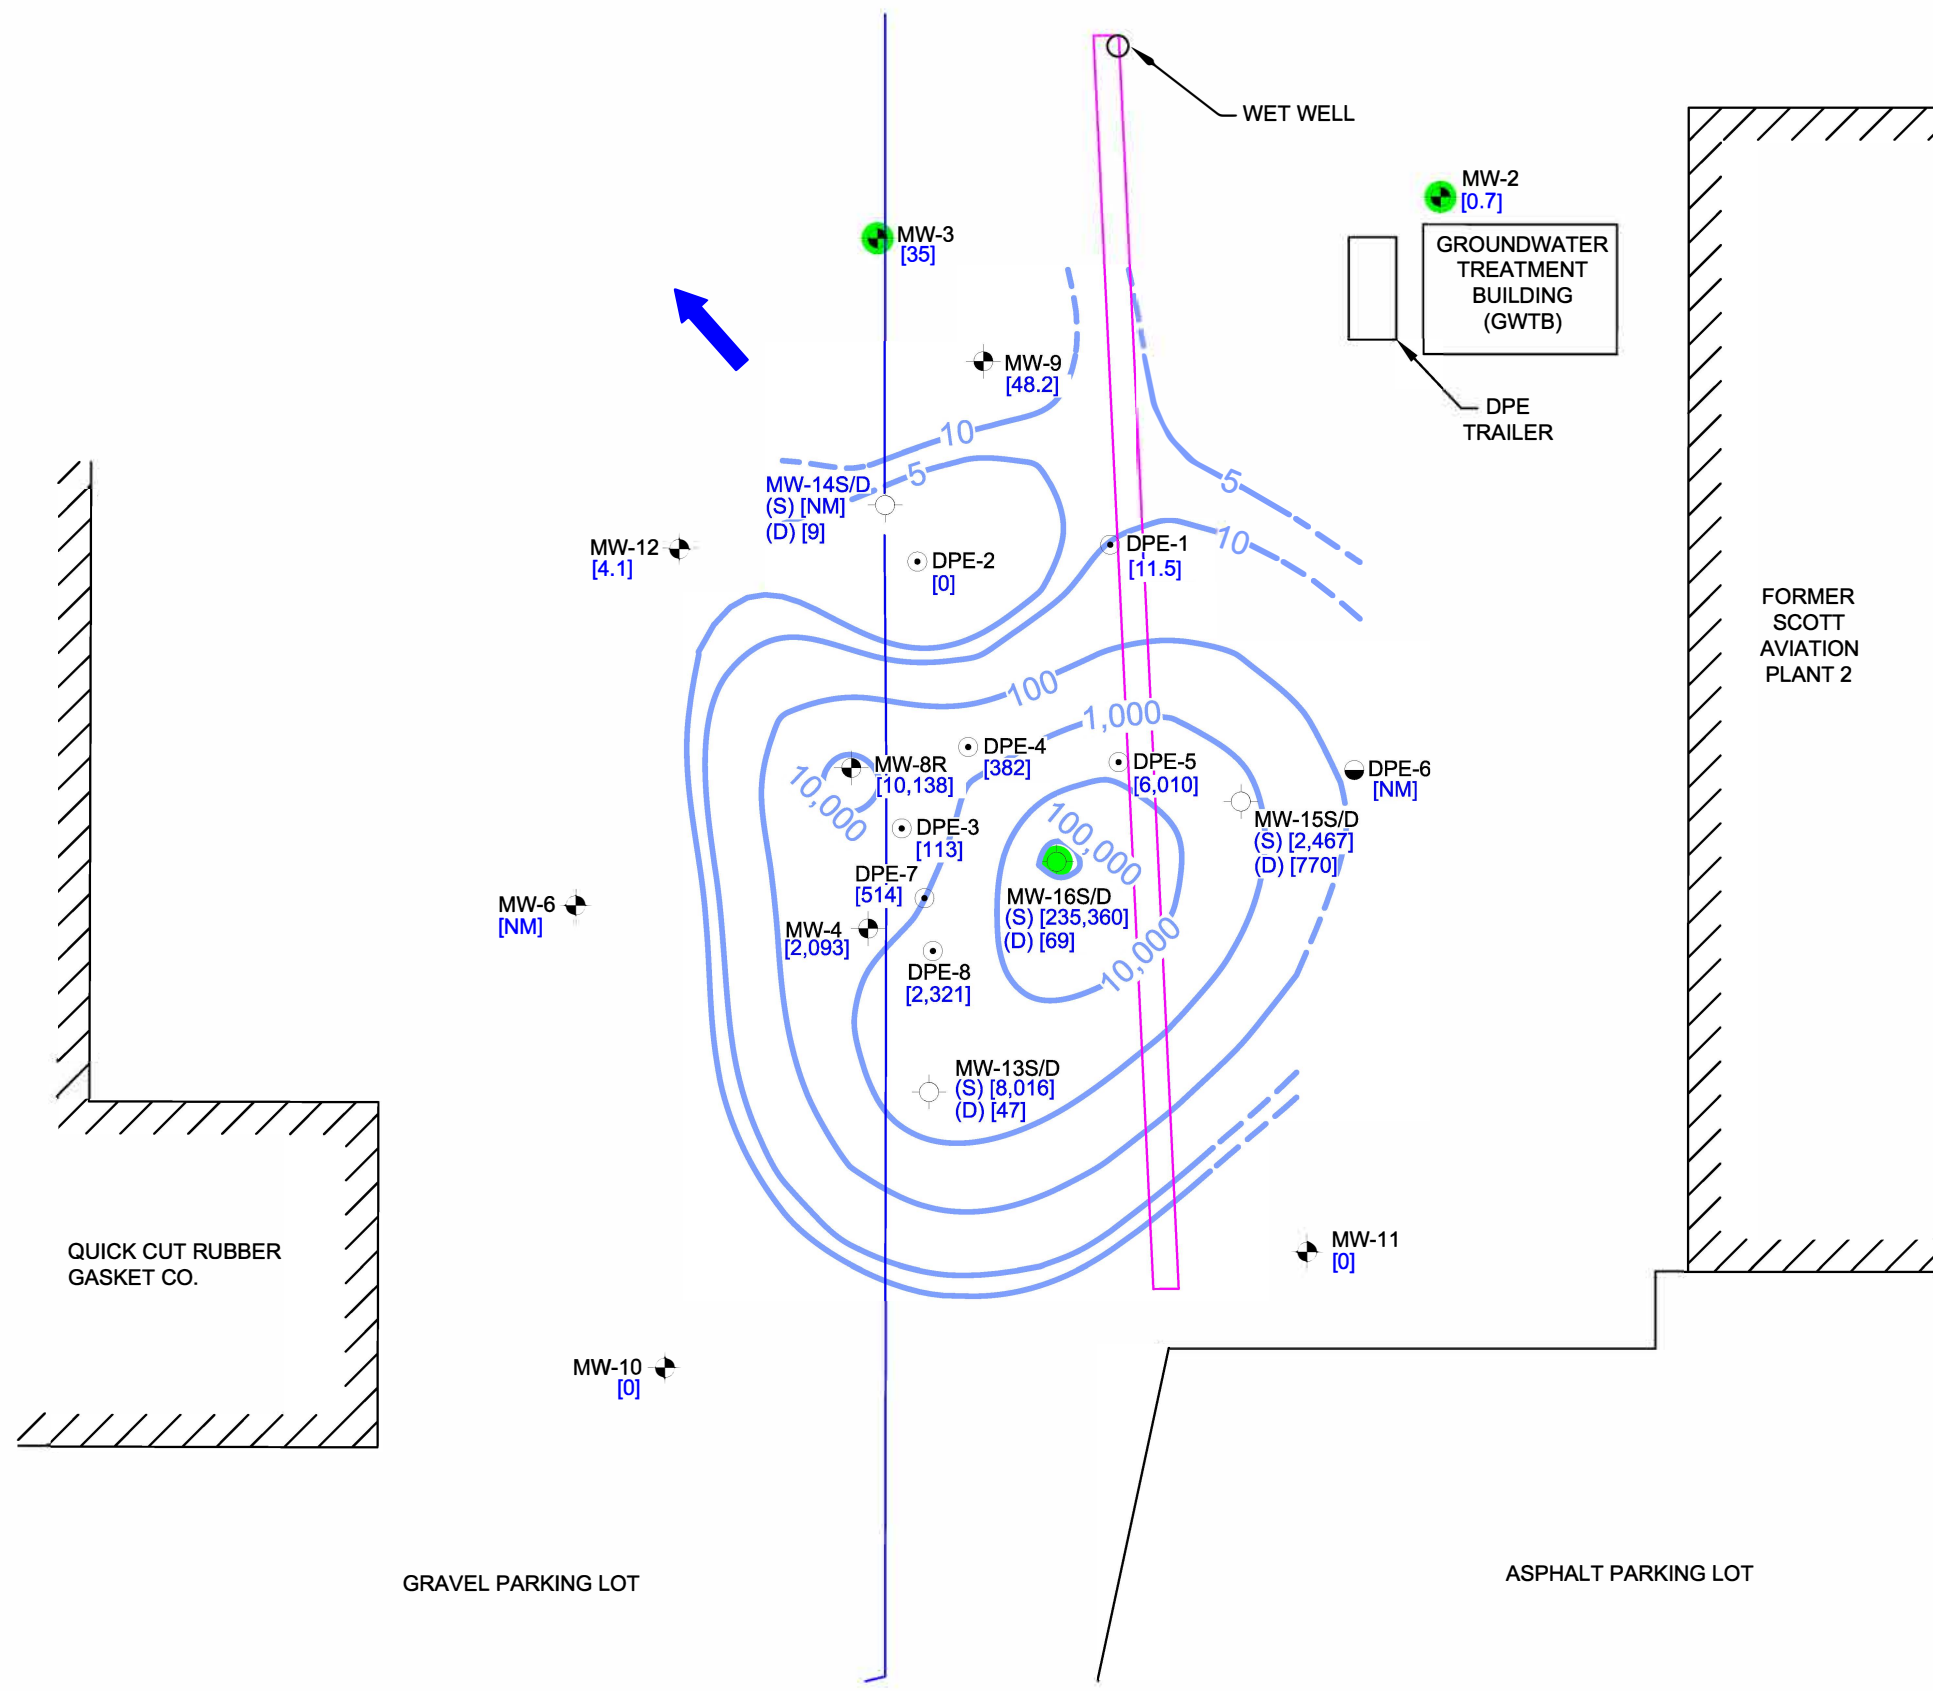 WET WELL
MW-2
[0.7]
MW-3
[35]
GROUNDWATER
TREATMENT
BUILDING
(GWTB)
MW-9
[48.2]
DPE
TRAILER
10
5
5
MW-14S/D
(S) [NM]
(D) [9]
MW-12
[4.1]
DPE-2
[0]
DPE-1
[11.5]
10
FORMER
SCOTT
AVIATION
PLANT 2
100
1,000
DPE-4
[382]
MW-8R
[10,138]
10,000
DPE-5
[6,010]
DPE-6
[NM]
DPE-3
[113]
100,000
MW-15S/D
(S) [2,467]
(D) [770]
DPE-7
[514]
MW-6
[NM]
MW-16S/D
(S) [235,360]
(D) [69]
MW-4
[2,093]
10,000
DPE-8
[2,321]
MW-13S/D
(S) [8,016]
(D) [47]
QUICK CUT RUBBER
GASKET CO.
MW-11
[0]
MW-10
[0]
GRAVEL PARKING LOT
ASPHALT PARKING LOT